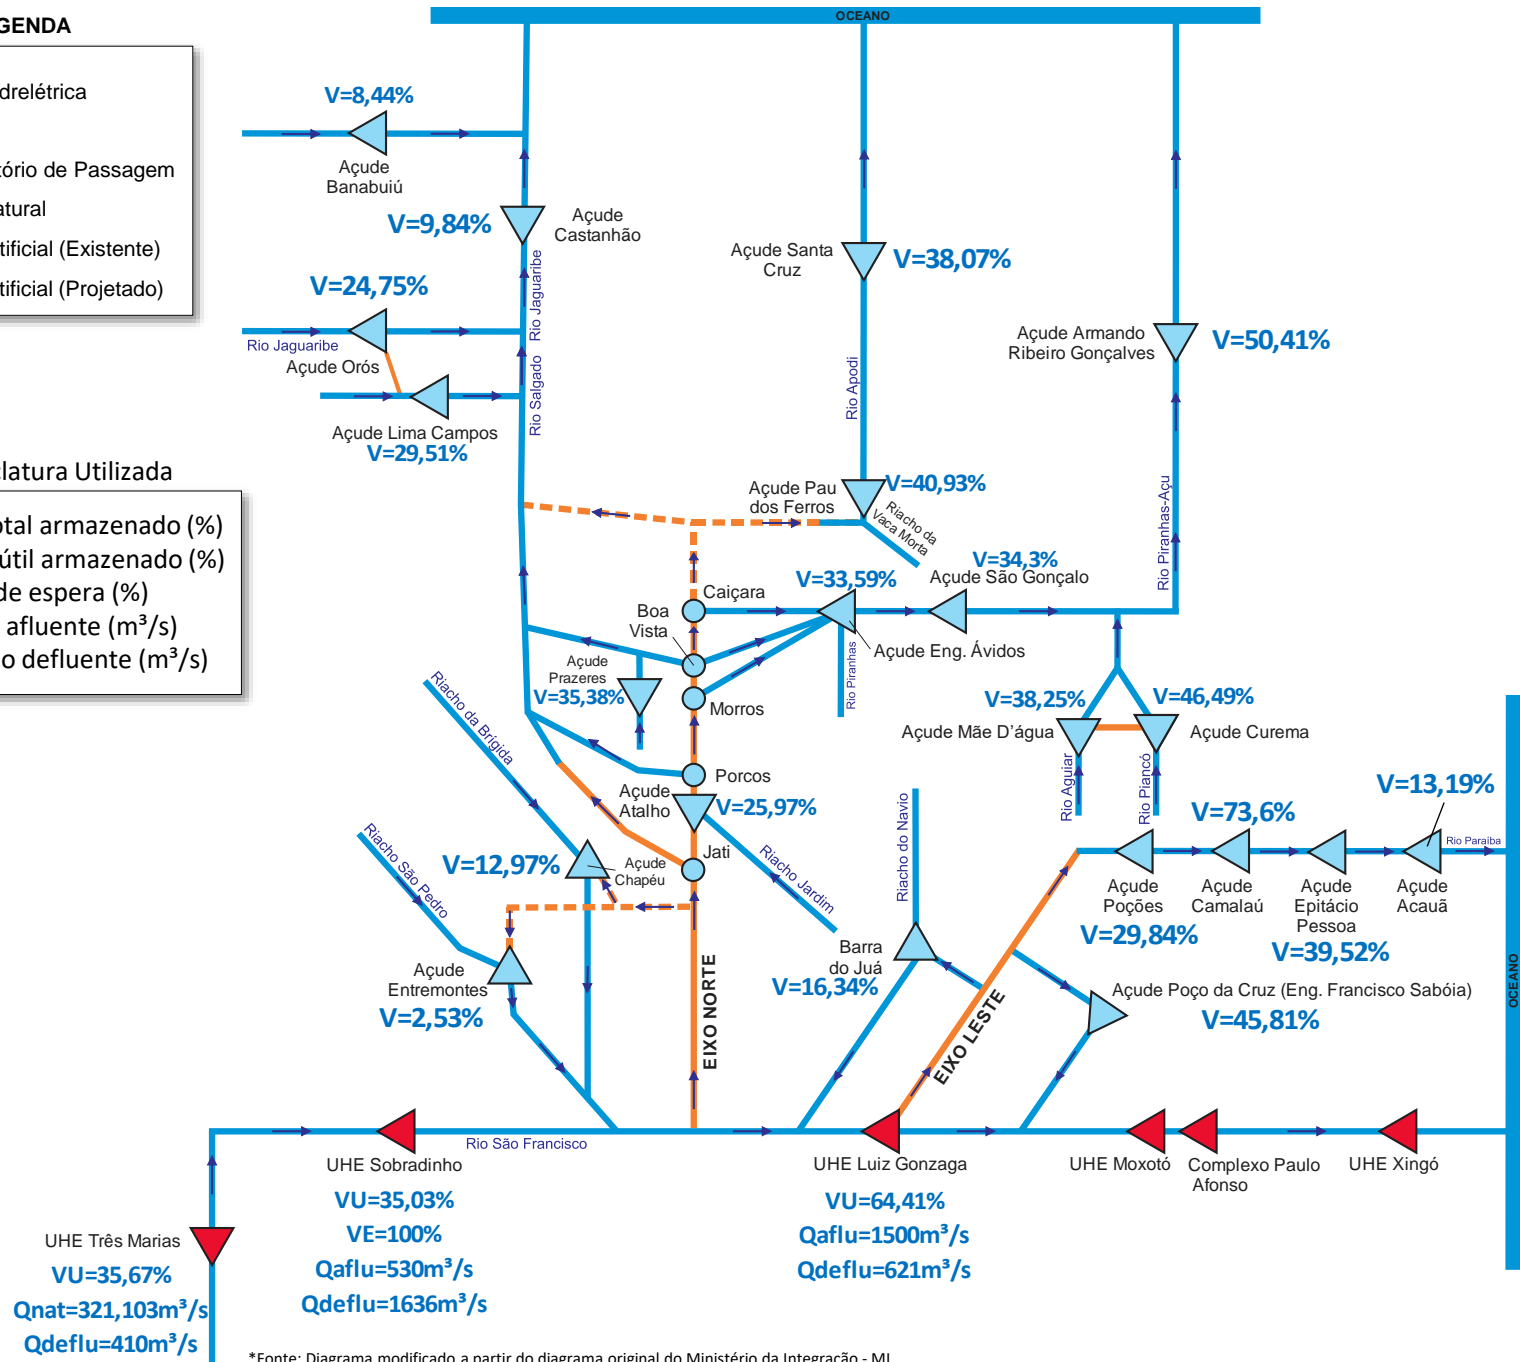 OCEANO
GENDA
drelétrica
tório de Passagem
atural
tificial (Existente)
tificial (Projetado)
V=8,44%
Açude
Banabuiú
V=9,84%
Açude
Castanhão
V=24,75%
Rio Jaguaribe
Açude Orós
Rio Jaguaribe
Rio Salgado
Açude Lima Campos
V=29,51%
Açude Santa
Cruz
V=38,07%
Rio Apodi
Açude Armando
Ribeiro Gonçalves
V=50,41%
Rio Piranhas-Açu
clatura Utilizada
otal armazenado (%)
útil armazenado (%)
de espera (%)
afluente (m³/s)
o defluente (m³/s)
Açude Pau
dos Ferros
V=40,93%
Riacho da
Vaca Morta
V=34,3%
Açude São Gonçalo
V=33,59%
Caiçara
Boa
Vista
Açude Eng. Ávidos
Rio Piranhas
Açude
Prazeres
V=35,38%
Morros
Riacho da Brígida
V=38,25%
V=46,49%
Açude Mãe D'água
Açude Curema
Rio Aguiar
Rio Piancó
Porcos
Açude
Atalho
V=25,97%
V=13,19%
V=73,6%
Rio Paraíba
Riacho São Pedro
V=12,97%
Açude
Chapéu
Jati
Riacho Jardim
Riacho do Navio
Açude
Poções
V=29,84%
Açude
Camalaú
Açude
Epitácio
Pessoa
V=39,52%
Açude
Acauã
Açude
Entremontes
V=2,53%
EIXO NORTE
Barra
do Juá
V=16,34%
EIXO LESTE
Açude Poço da Cruz (Eng. Francisco Sabóia)
V=45,81%
OCEANO
Rio São Francisco
UHE Sobradinho
VU=35,03%
VE=100%
Qaflu=530m³/s
Qdeflu=1636m³/s
UHE Luiz Gonzaga
VU=64,41%
Qaflu=1500m³/s
Qdeflu=621m³/s
UHE Moxotó
Complexo Paulo
Afonso
UHE Xingó
UHE Três Marias
VU=35,67%
Qnat=321,103m³/s
Qdeflu=410m³/s
*Fonte: Diagrama modificado a partir do diagrama original do Ministério da Integração - MI